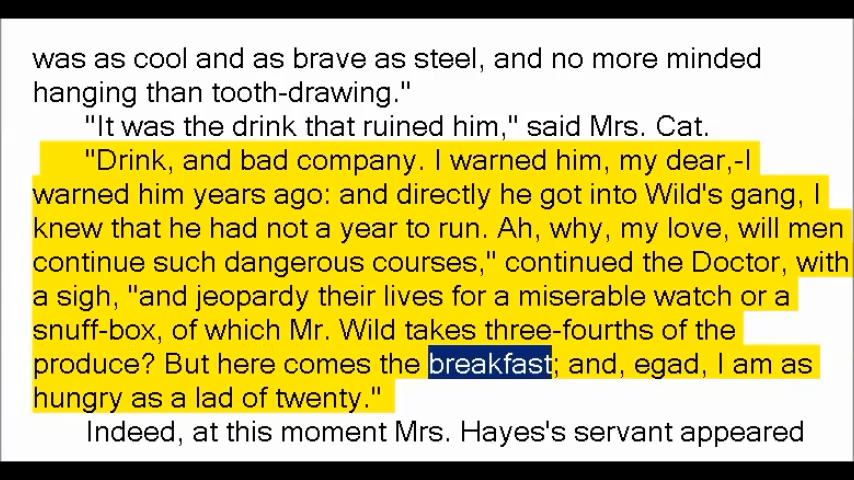 was as cool and as brave as steel, and no more minded
hanging than tooth-drawing."
"It was the drink that ruined him," said Mrs. Cat.
"Drink, and bad company. I warned him, my dear,-I
warned him years ago: and directly he got into Wild's gang, I
knew that he had not a year to run. Ah, why, my love, will men
continue such dangerous courses," continued the Doctor, with
a sigh, "and jeopardy their lives for a miserable watch or a
snuff-box, of which Mr. Wild takes three-fourths of the
produce? But here comes the breakfast; and, egad, I am as
hungry as a lad of twenty."
Indeed, at this moment Mrs. Hayes's servant appeared